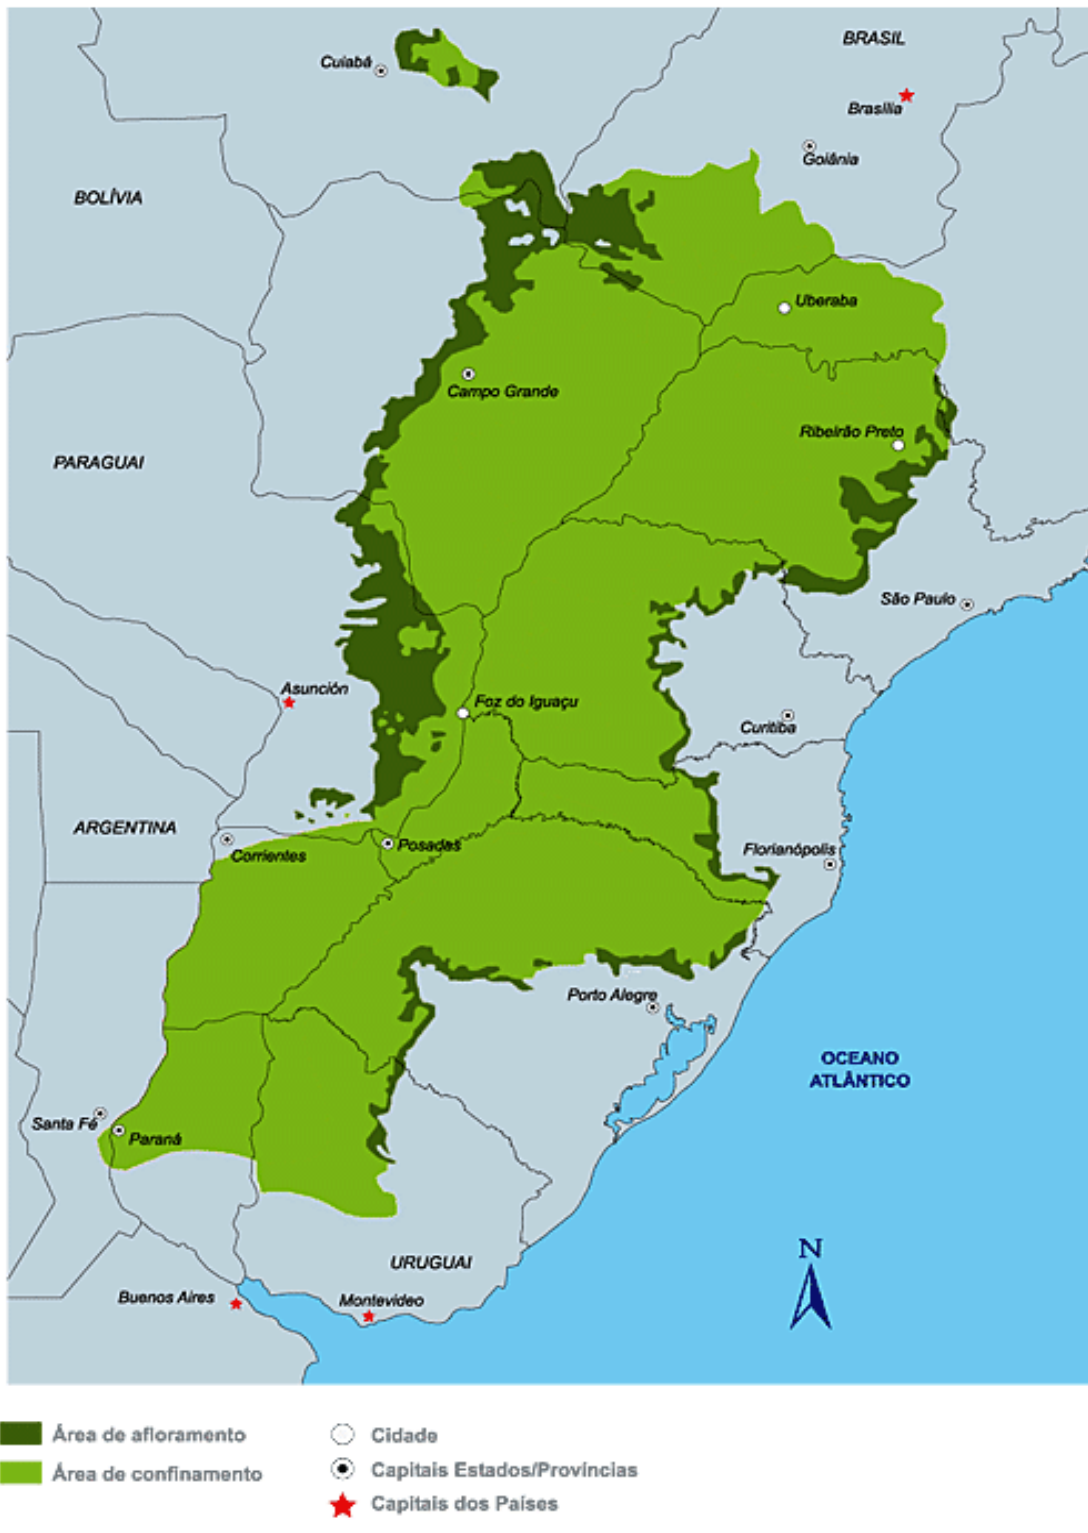 BRASIL
Cuiabá
Brasília
Goiânia
BOLÍVIA
Uberaba
Campo Grande
Ribeirão Preto
PARAGUAI
São Paulo
Asunción
Foz do Iguaçu
Curitiba
ARGENTINA
Corrientes
Posadas
Florianópolis
Porto Alegre
OCEANO
ATLÂNTICO
Santa Fé
Paraná
N
URUGUAI
Buenos Aires
Montevideo
Área de afloramento
Cidade
Área de confinamento
Capitais Estados/Províncias
Capitais dos Países